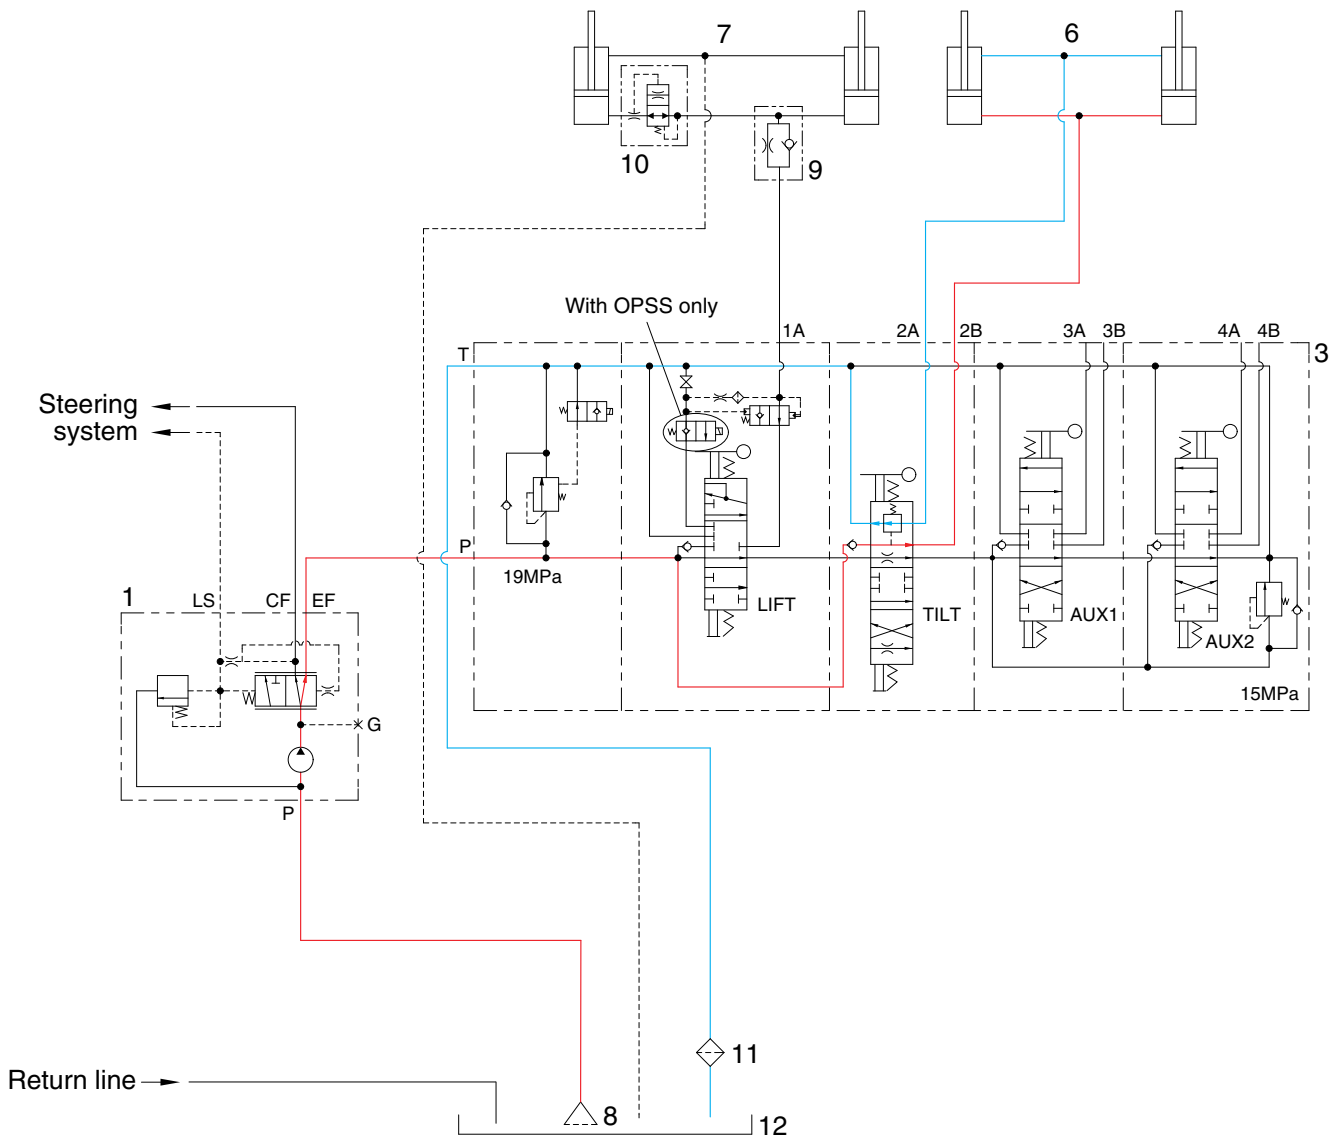 7
6
10
9
With OPSS only
1A
2A
2B
3A
3B
4A
4B
3
T
Steering
system
P
19MPa
LIFT
TILT
AUX1
AUX2
15MPa
1
LS
CF
EF
G
P
11
Return line
8
12